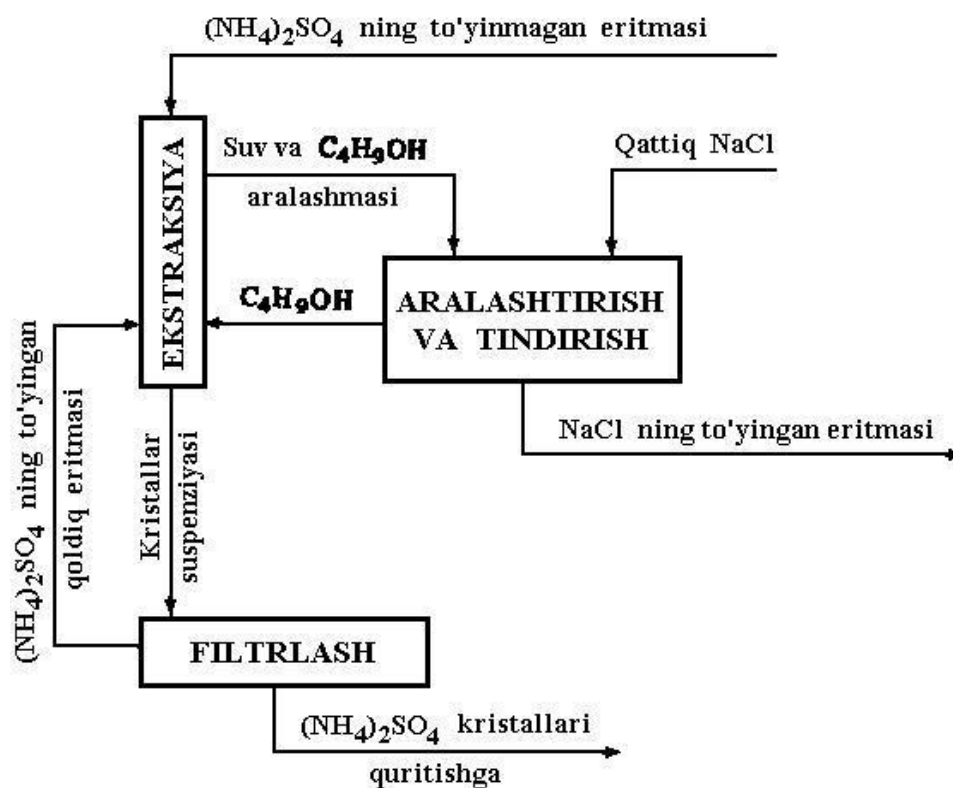 (NH4)2SO4 ning to'yinmagan eritmasi
EKSTRAKSIYA
Suv va C4H9OH
aralashmasi
Qattiq NaCl
C4H9OH
ARALASHTIRISH
VA TINDIRISH
NaCl ning to'yingan eritmasi
(NH4)2SO4 ning to'yingan
qoldiq eritmasi
Kristallar
suspenziyasi
FILTRLASH
(NH4)2SO4 kristallari
quritishga